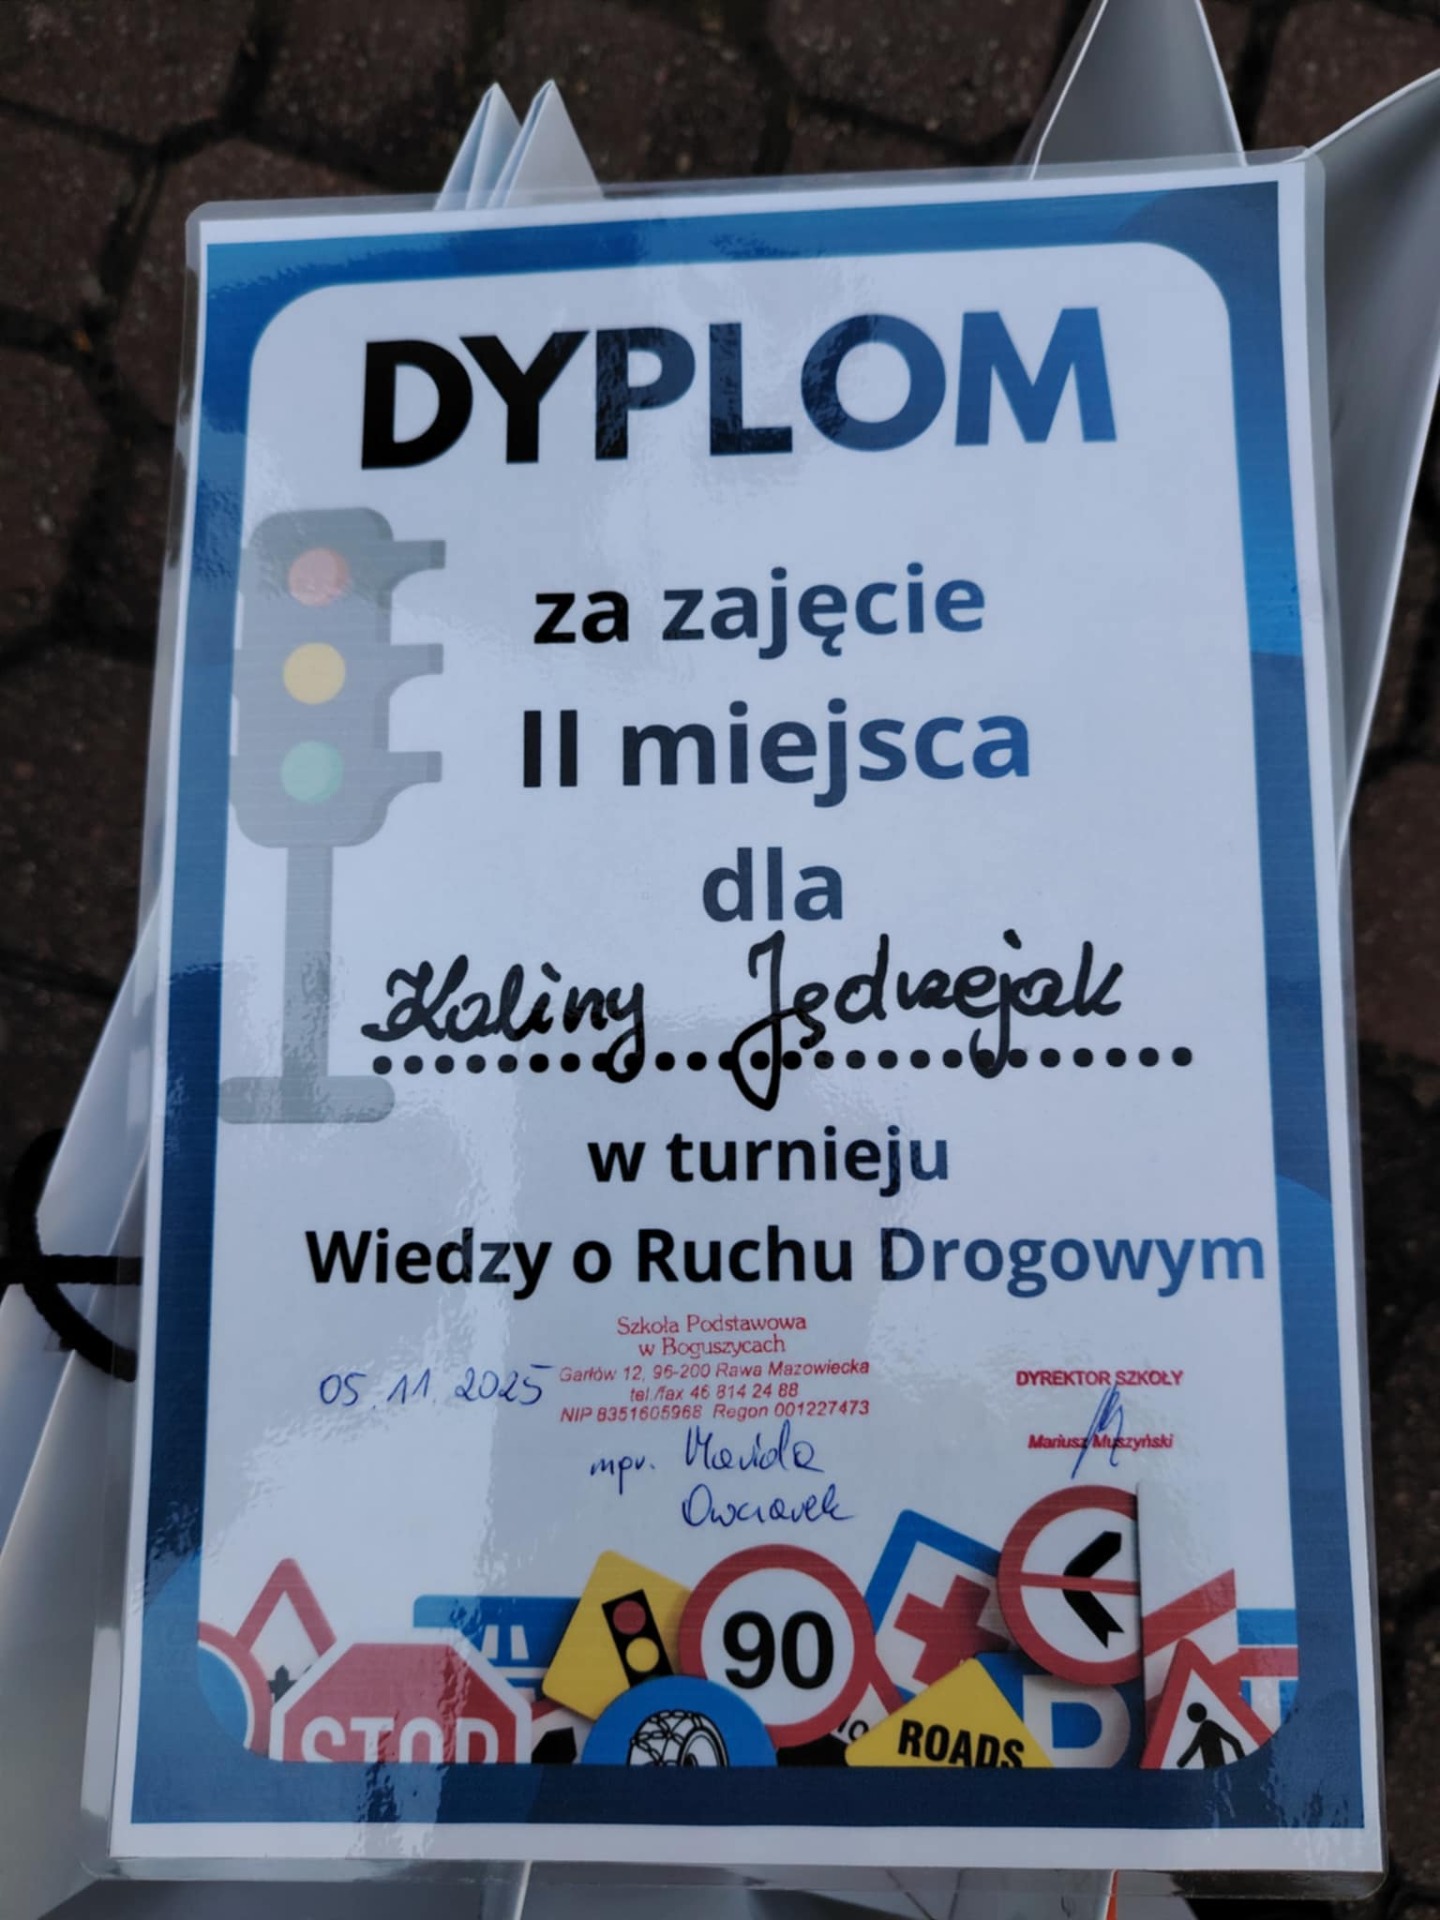 DYPLOM
za zajęcie
II miejsca
dla
Kaliny Jędrzejak
w turnieju
Wiedzy o Ruchu Drogowym
Szkoła Podstawowa
w Boguszycach
Garłów 12, 96-200 Rawa Mazowiecka
tel./fax 46 814 24 88
NIP 8351605968 Regon 001227473
05.11.2025
DYREKTOR SZKOŁY
Mariusz Muszyński
Owczarek
90
STOP
ROADS
D